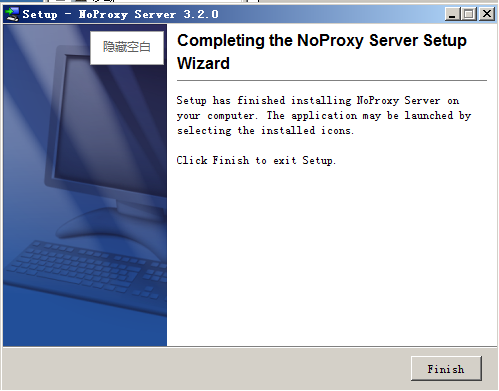 Setup - NoProxy Server 3.2.0
隐藏空白
Completing the NoProxy Server Setup
Wizard
Setup has finished installing NoProxy Server on
your computer. The application may be launched by
selecting the installed icons.
Click Finish to exit Setup.
Finish